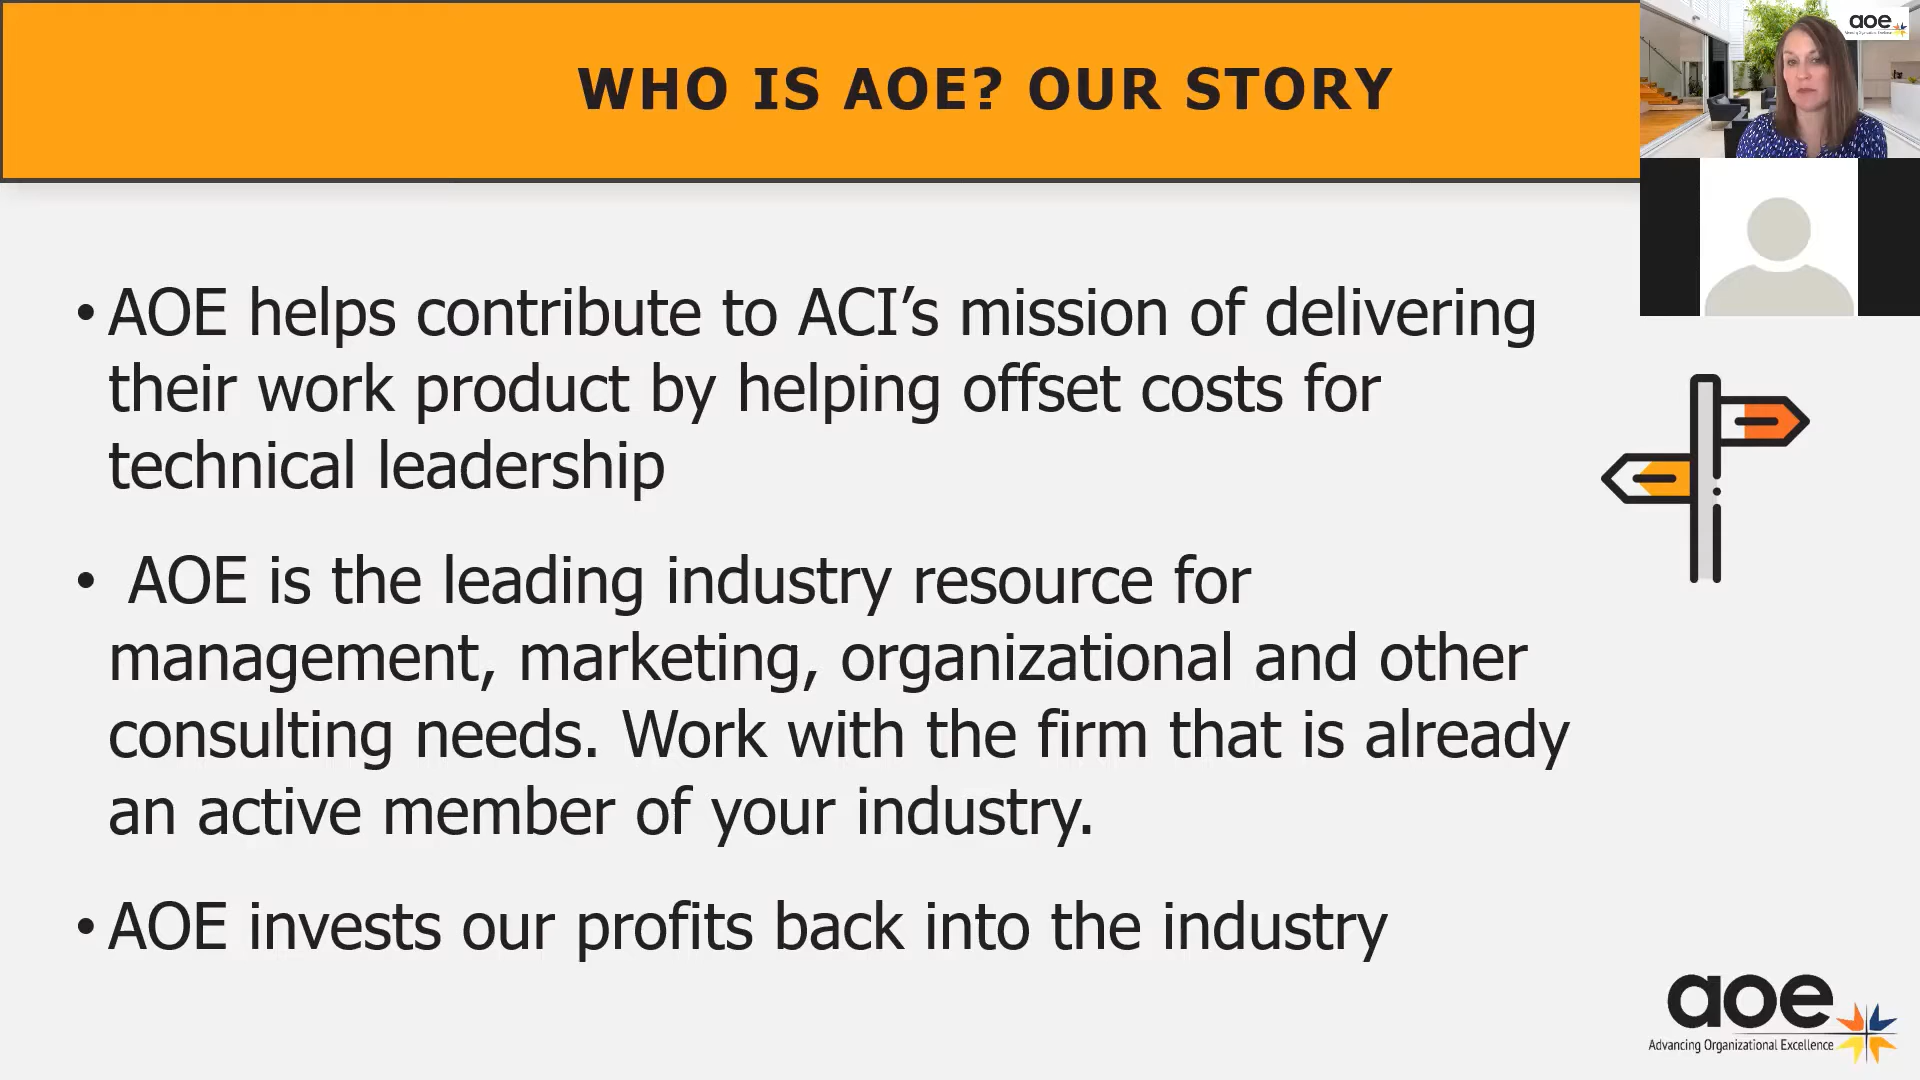 WHO IS AOE? OUR STORY
aoe
• AOE helps contribute to ACI’s mission of delivering
their work product by helping offset costs for
technical leadership
• AOE is the leading industry resource for
management, marketing, organizational and other
consulting needs. Work with the firm that is already
an active member of your industry.
• AOE invests our profits back into the industry
aoe
Advancing Organizational Excellence